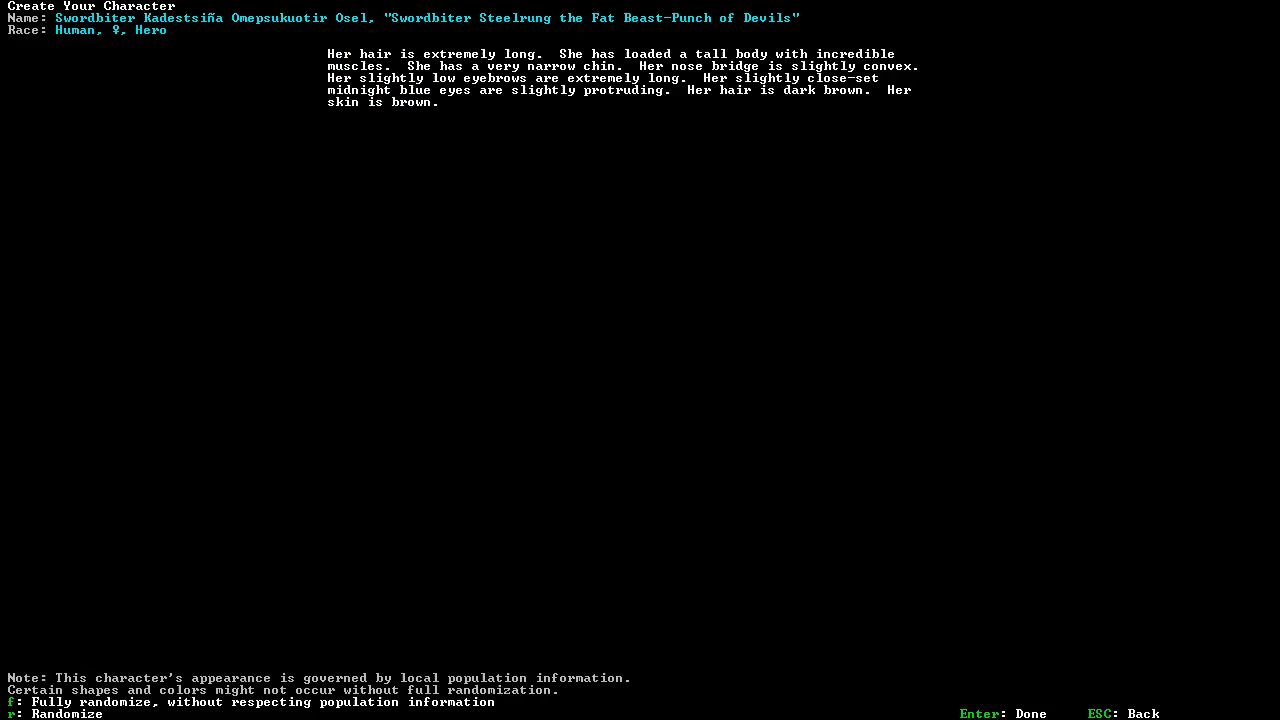 Create Your Character
Name: Swordbiter Kadestsiña Omepsukuotir Osel, "Swordbiter Steelrung the Fat Beast-Punch of Devils"
Race: Human, ♀, Hero
Her hair is extremely long.  She has loaded a tall body with incredible
muscles.  She has a very narrow chin.  Her nose bridge is slightly convex.
Her slightly low eyebrows are extremely long.  Her slightly close-set
midnight blue eyes are slightly protruding.  Her hair is dark brown.  Her
skin is brown.
Note: This character's appearance is governed by local population information.
Certain shapes and colors might not occur without full randomization.
f: Fully randomize, without respecting population information
r: Randomize
Enter: Done     ESC: Back